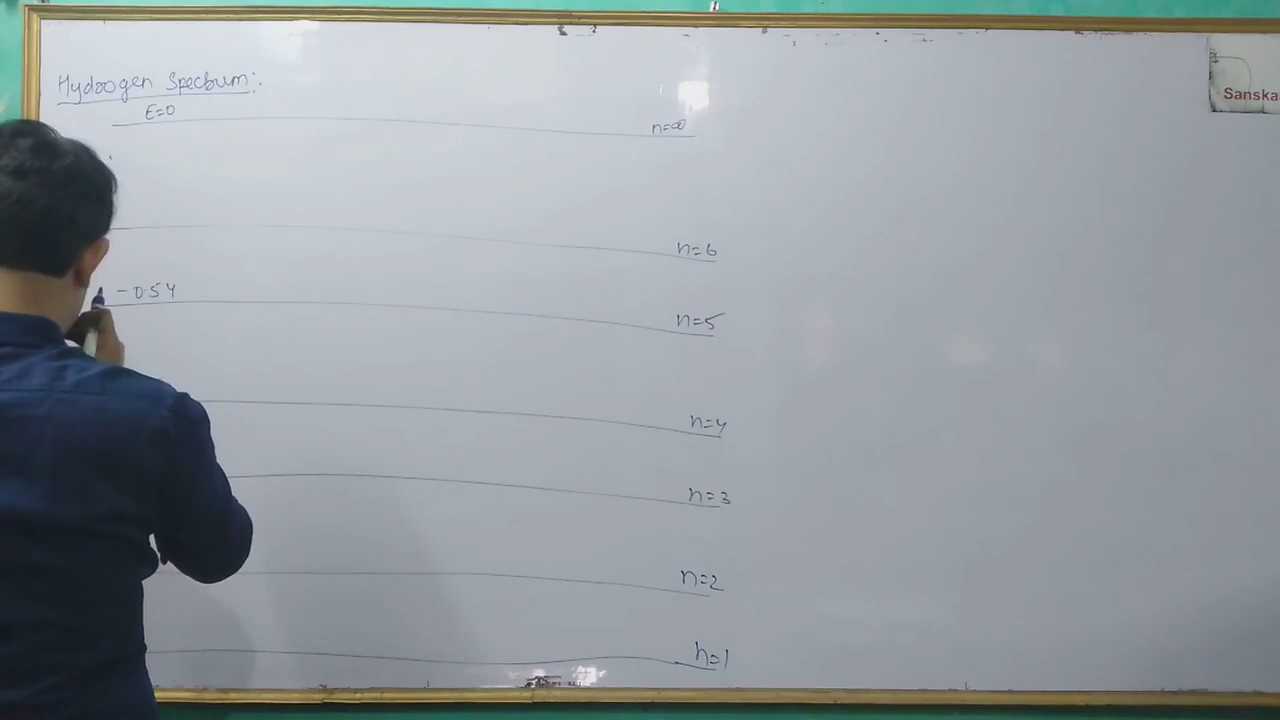 Hydrogen Spectrum:.
E=0
n=∞
n=6
-0.54
n=5
n=4
n=3
n=2
n=1
Sanska